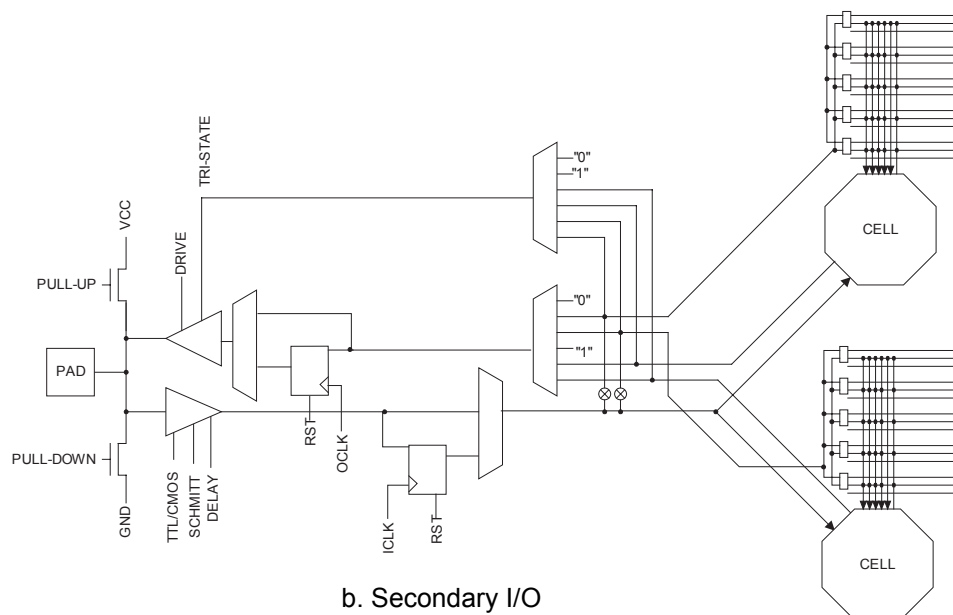 TRI-STATE
"0"
"1"
VCC
DRIVE
CELL
PULL-UP
"0"
"1"
PAD
RST
OCLK
PULL-DOWN
GND
TTL/CMOS
SCHMITT
DELAY
ICLK
RST
CELL
b. Secondary I/O